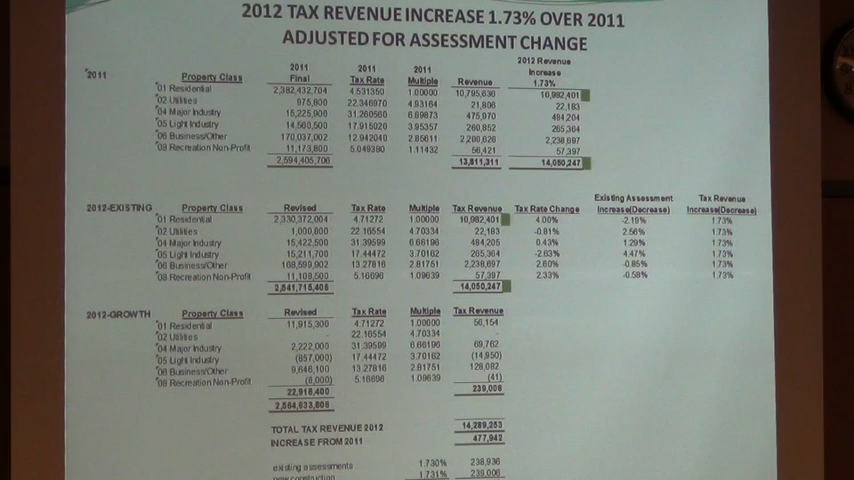 2012 TAX REVENUE INCREASE 1.73% OVER 2011
ADJUSTED FOR ASSESSMENT CHANGE
2011 Property Class 2011 Final 2011 Tax Rate 2011 Multiple Revenue 2012 Revenue Increase 1.73%
01 Residential 2,382,432,704 4.531350 1.00000 10,982,401
02 Utilities 975,800 22.346970 4.93164 21,806 22,183
04 Major Industry 15,225,900 31.260560 475,970 484,204
05 Light Industry 14,560,500 17.915020 3.95357 260,852 265,364
06 Business/Other 170,037,002 12.942040 2.85611 2,238,697
08 Recreation Non-Profit 11,173,800 5.049380 1.11432 56,421 57,397
2,594,405,706 13,811,311 14,050,247
2012-EXISTING Property Class Revised Tax Rate Multiple Tax Revenue Tax Rate Change Existing Assessment Increase(Decrease) Tax Revenue Increase(Decrease)
01 Residential 2,330,372,004 4.71272 1.00000 10,982,401 4.00% -2.19% 1.73%
02 Utilities 1,000,800 22.16554 4.70334 22,183 -0.81% 2.56% 1.73%
04 Major Industry 15,422,500 31.39599 6.66196 484,205 0.43% 1.29% 1.73%
05 Light Industry 15,211,700 17.44472 3.70162 265,364 -2.63% 4.47% 1.73%
06 Business/Other 168,599,902 13.27816 2.81751 2,238,697 2.60% -0.85% 1.73%
08 Recreation Non-Profit 11,108,500 5.16696 1.09639 57,397 2.33% -0.58% 1.73%
2,541,715,406 14,050,247
2012-GROWTH Property Class Revised Tax Rate Multiple Tax Revenue
01 Residential 11,915,300 4.71272 1.00000 56,154
02 Utilities - 22.16554 4.70334 -
04 Major Industry 2,222,000 31.39599 6.66196 69,762
05 Light Industry (857,000) 17.44472 3.70162 (14,950)
06 Business/Other 9,646,100 13.27816 2.81751 128,082
08 Recreation Non-Profit (8,000) 5.16696 1.09639 (41)
22,918,400 239,006
2,564,633,806
TOTAL TAX REVENUE 2012 14,289,253
INCREASE FROM 2011 477,942
existing assessments 1.730% 238,936
new construction 1.731% 239,006